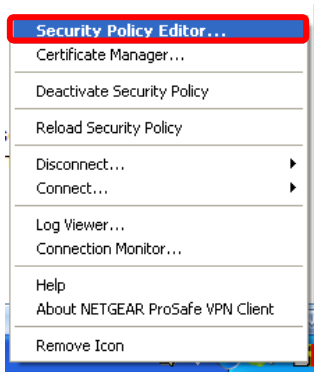 Security Policy Editor...
Certificate Manager...
Deactivate Security Policy
Reload Security Policy
Disconnect...
Connect...
Log Viewer...
Connection Monitor...
Help
About NETGEAR ProSafe VPN Client
Remove Icon